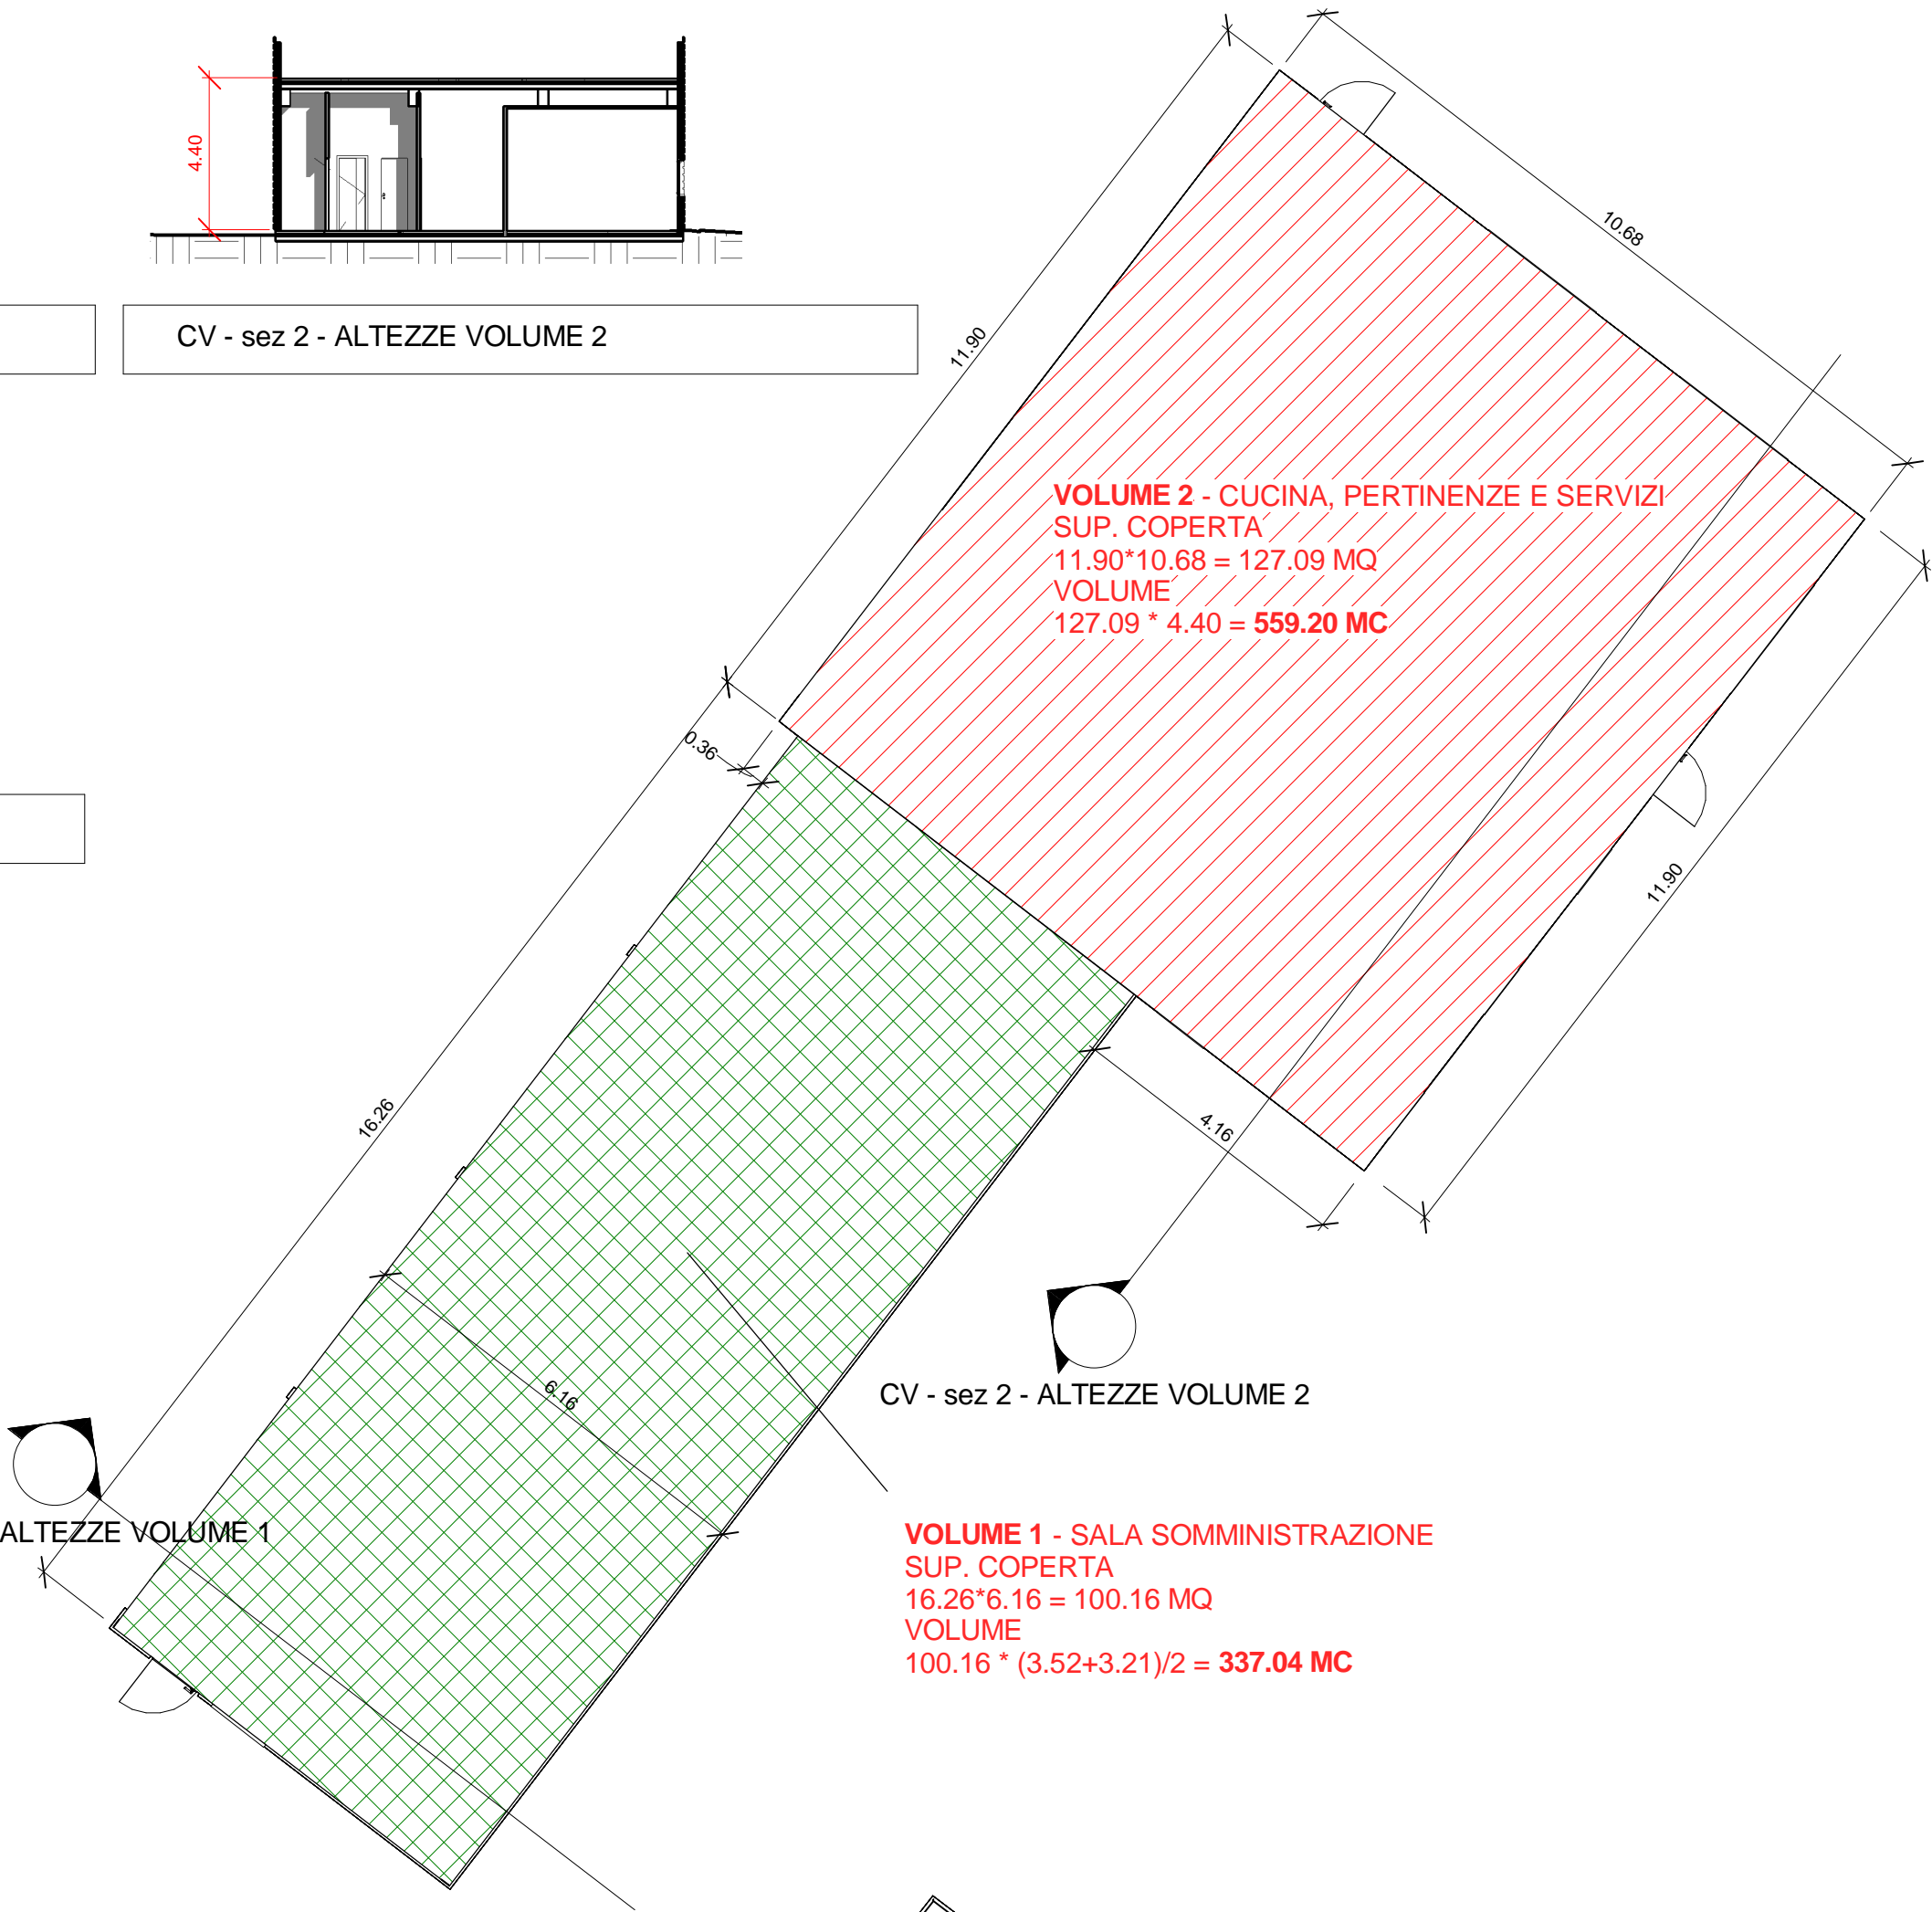 4.40
CV - sez 2 - ALTEZZE VOLUME 2
10.68
11.90
VOLUME 2 - CUCINA, PERTINENZE E SERVIZI
SUP. COPERTA
11.90*10.68 = 127.09 MQ
VOLUME
127.09 * 4.40 = 559.20 MC
0.36
11.90
16.26
4.16
6.16
CV - sez 2 - ALTEZZE VOLUME 2
ALTEZZE VOLUME 1
VOLUME 1 - SALA SOMMINISTRAZIONE
SUP. COPERTA
16.26*6.16 = 100.16 MQ
VOLUME
100.16 * (3.52+3.21)/2 = 337.04 MC